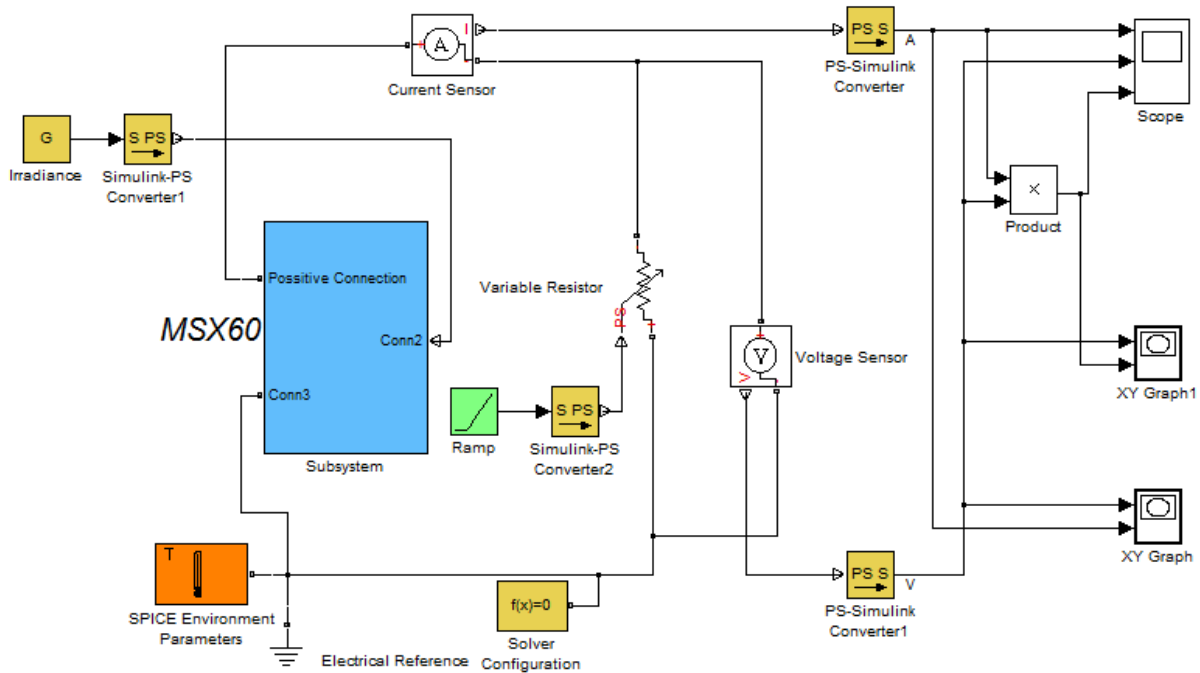 I
PS S
A
A
+
-
PS-Simulink
Converter
Current Sensor
Scope
G
S PS
Irradiance
Simulink-PS
Converter1
×
Product
Possitive Connection
Variable Resistor
MSX60
PS
Conn2
+
+
V
Voltage Sensor
V
-
Conn3
S PS
XY Graph1
Ramp
Simulink-PS
Converter2
Subsystem
T
PS S
V
XY Graph
f(x)=0
SPICE Environment
Parameters
PS-Simulink
Converter1
Solver
Configuration
Electrical Reference